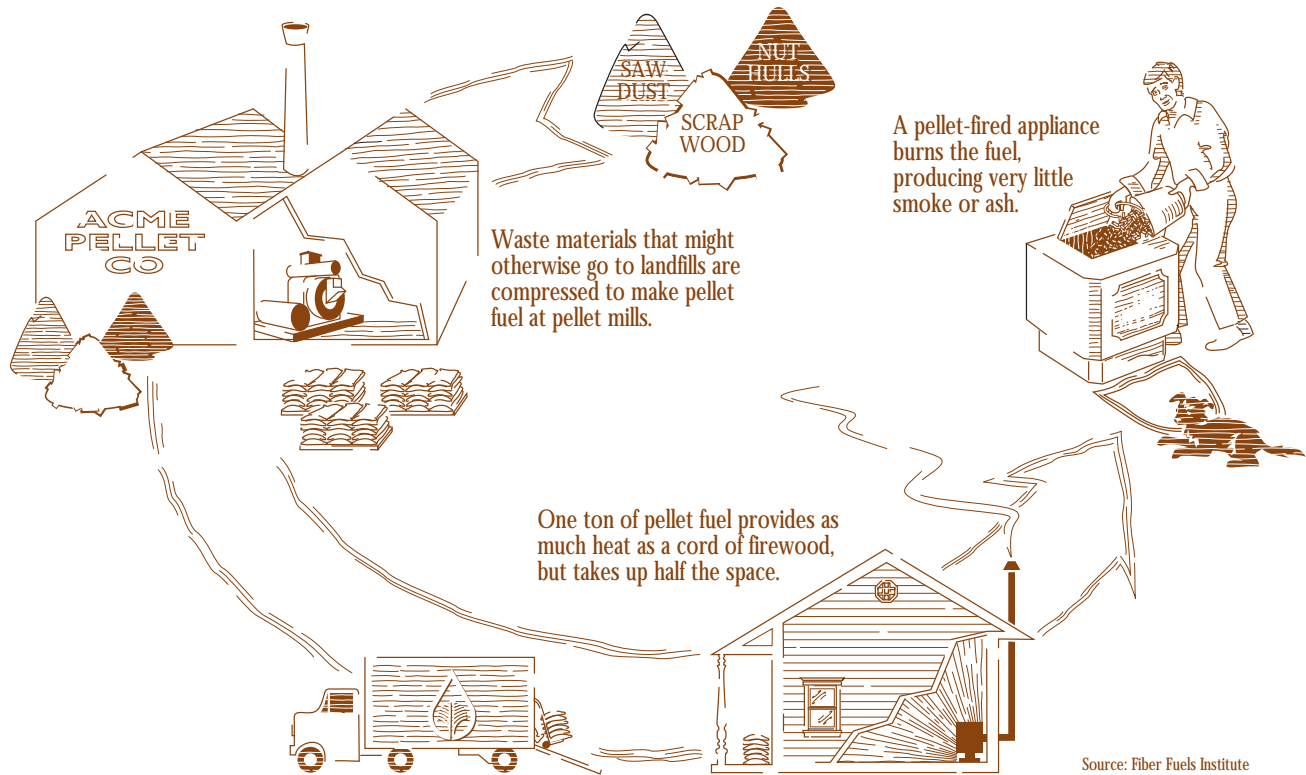 SAW
DUST
NUT
HULLS
SCRAP
WOOD
ACME
PELLET
CO
Waste materials that might
otherwise go to landfills are
compressed to make pellet
fuel at pellet mills.
A pellet-fired appliance
burns the fuel,
producing very little
smoke or ash.
One ton of pellet fuel provides as
much heat as a cord of firewood,
but takes up half the space.
Source: Fiber Fuels Institute